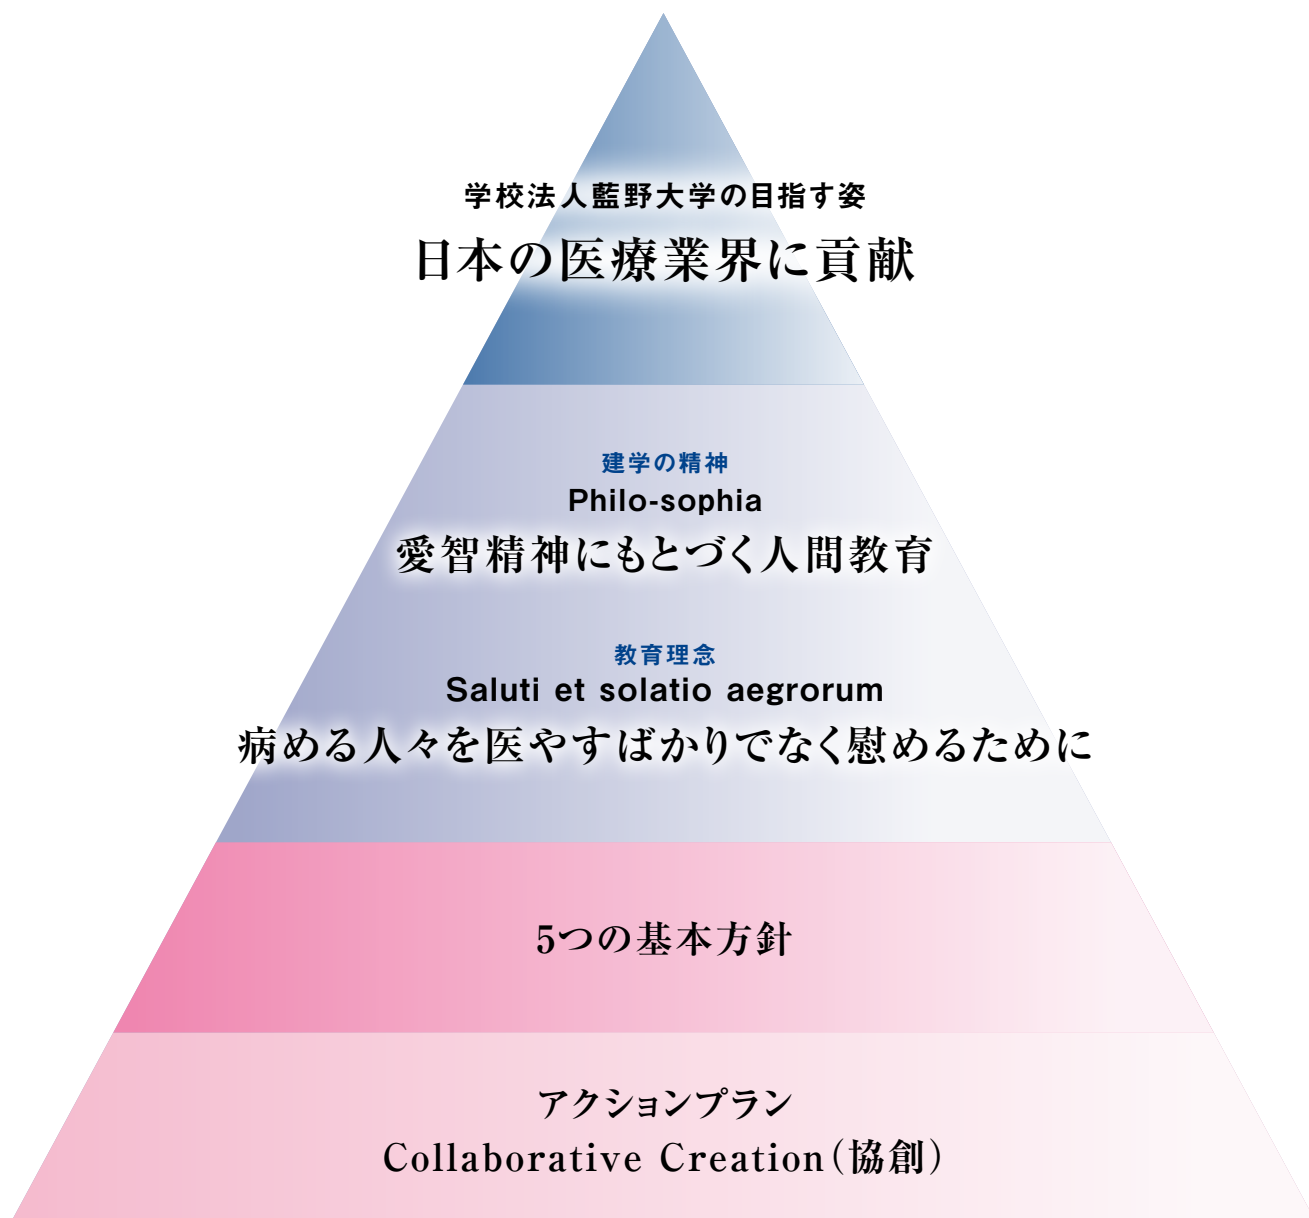 学校法人藍野大学の目指す姿
日本の医療業界に貢献
建学の精神
Philo-sophia
愛智精神にもとづく人間教育
教育理念
Saluti et solatio aegrorum
病める人々を医やすばかりでなく慰めるために
5つの基本方針
アクションプラン
Collaborative Creation（協創）